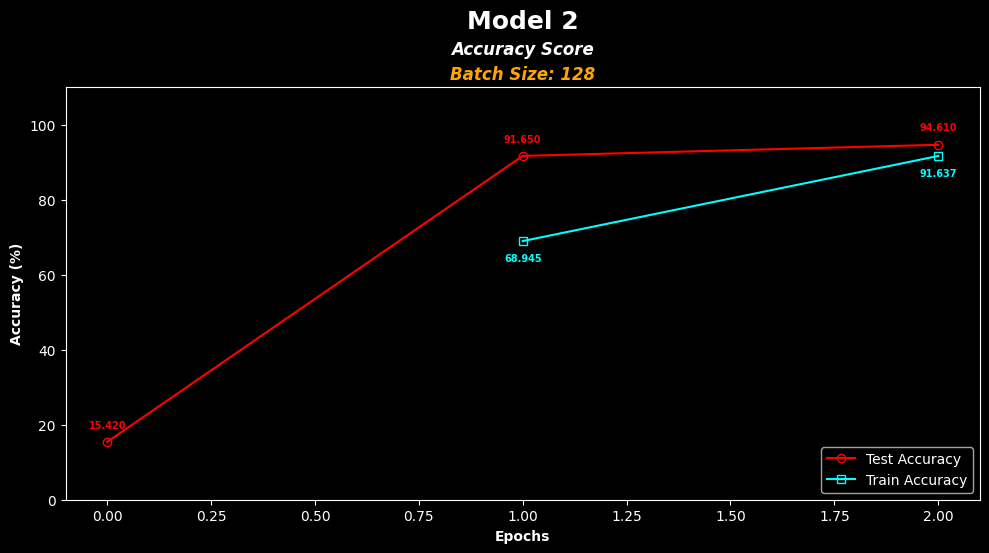 Model 2
Accuracy Score
Batch Size: 128
Accuracy (%)
100
80
60
40
20
0
15.420
91.650
94.610
68.945
91.637
Test Accuracy
Train Accuracy
0.00 0.25 0.50 0.75 1.00 1.25 1.50 1.75 2.00
Epochs